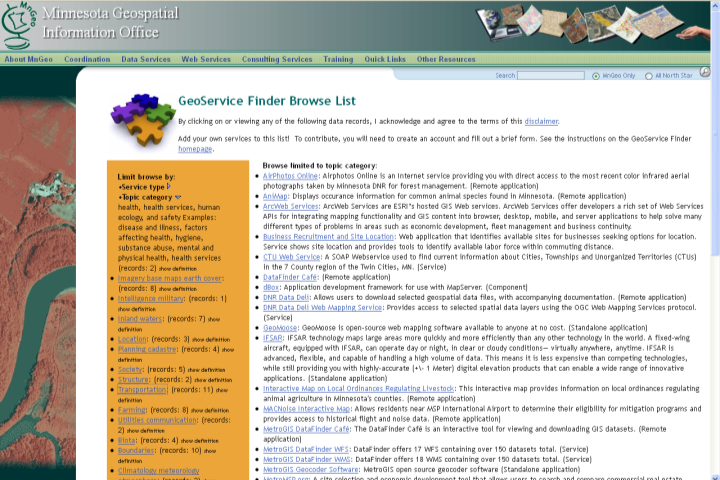 Minnesota Geospatial
Information Office
About MnGeo Coordination Data Services Web Services Consulting Services Training Quick Links Other Resources
Search MnGeo Only All North Star
GeoService Finder Browse List
By clicking on or viewing any of the following data records, I acknowledge and agree to the terms of this disclaimer.
Add your own services to this list! To contribute, you will need to create an account and fill out a brief form. See the instructions on the GeoService Finder
homepage.
Limit browse by:
•Service type
•Topic category
health, health services, human
ecology, and safety Examples:
disease and illness, factors
affecting health, hygiene,
substance abuse, mental and
physical health, health services
(records: 2) show definition
Imagery base maps earth cover:
(records: 8) show definition
Intelligence military: (records: 1)
show definition
Inland waters: (records: 7) show
definition
Location: (records: 3) show definition
Planning cadastre: (records: 4) show
definition
Society: (records: 5) show definition
Structure: (records: 2) show definition
Transportation: (records: 11) show
definition
Farming: (records: 8) show definition
Utilities communication: (records:
2) show definition
Biota: (records: 4) show definition
Boundaries: (records: 10) show
definition
Climatology meteorology
Browse limited to topic category:
AirPhotos Online: Airphotos Online is an Internet service providing you with direct access to the most recent color infrared aerial
photographs taken by Minnesota DNR for forest management. (Remote application)
AniMap: Displays occurance information for common animal species found in Minnesota. (Remote application)
ArcWeb Services: ArcWeb Services are ESRI"s hosted GIS Web services. ArcWeb Services offer developers a rich set of Web Services
APIs for integrating mapping functionality and GIS content into browser, desktop, mobile, and server applications to help solve many
different types of problems in areas such as economic development, fleet management and business continuity.
Business Recruitment and Site Location: Web application that identifies available sites for businesses seeking options for location.
Service shows site location and provides tools to identify available labor force within commuting distance.
CTU Web Service: A SOAP Webservice used to find current information about Cities, Townships and Unorganized Territories (CTUs)
in the 7 County region of the Twin Cities, MN. (Service)
DataFinder Café: (Remote application)
dBox: Application development framework for use with MapServer. (Component)
DNR Data Deli: Allows users to download selected geospatial data files, with accompanying documentation. (Remote application)
DNR Data Deli Web Mapping Service: Provides access to selected spatial data layers using the OGC Web Mapping Services protocol.
(Service)
GeoMoose: GeoMoose is open-source web mapping software available to anyone at no cost. (Standalone application)
IFSAR: IFSAR technology maps large areas more quickly and more efficiently than any other technology in the world. A fixed-wing
aircraft, equipped with IFSAR, can operate day or night, in clear or cloudy conditions— virtually anywhere, anytime. IFSAR is
advanced, flexible, and capable of handling a high volume of data. This means it is less expensive than competing technologies,
while still providing you with highly-accurate (+\- 1 Meter) digital elevation products that can enable a wide range of innovative
applications. (Standalone application)
Interactive Map on Local Ordinances Regulating Livestock: This interactive map provides information on local ordinances regulating
animal agriculture in Minnesota's counties. (Remote application)
MACNoise Interactive Map: Allows residents near MSP International Airport to determine their eligibility for mitigation programs and
provides access to historical flight and noise data. (Remote application)
MetroGIS DataFinder Café: The DataFinder Café is an interactive tool for viewing and downloading GIS datasets. (Remote
application)
MetroGIS DataFinder WFS: DataFinder offers 17 WFS containing over 150 datasets total. (Service)
MetroGIS DataFinder WMS: DataFinder offers 18 WMS containing over 150 datasets total. (Service)
MetroGIS Geocoder Software: MetroGIS open source geocoder software (Standalone application)